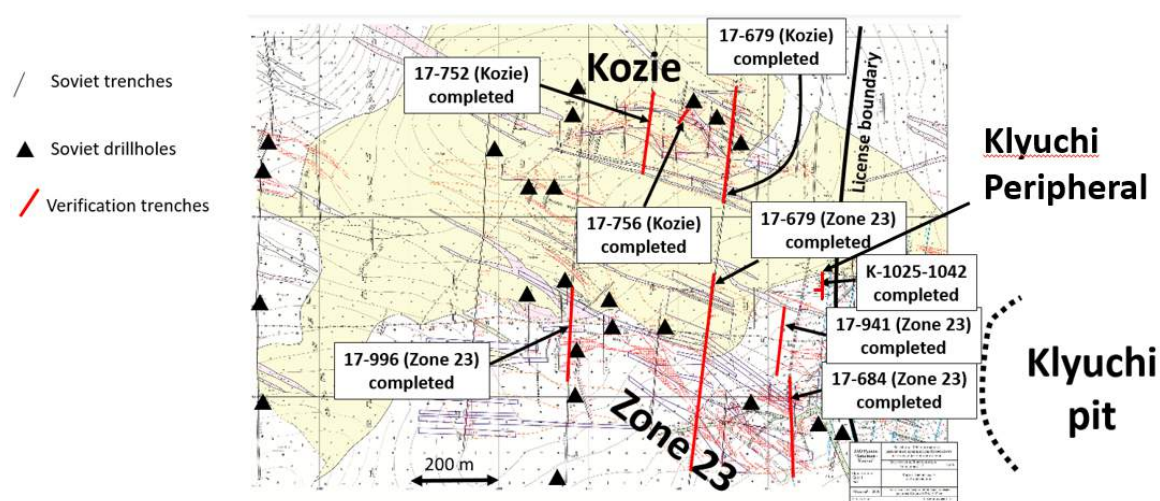 Soviet trenches
Soviet drillholes
Verification trenches
17-752 (Kozie)
completed
Kozie
17-679 (Kozie)
completed
License boundary
Klyuchi
Peripheral
17-756 (Kozie)
completed
17-679 (Zone 23)
completed
K-1025-1042
completed
17-941 (Zone 23)
completed
17-996 (Zone 23)
completed
17-684 (Zone 23)
completed
Zone 23
Klyuchi
pit
200 m